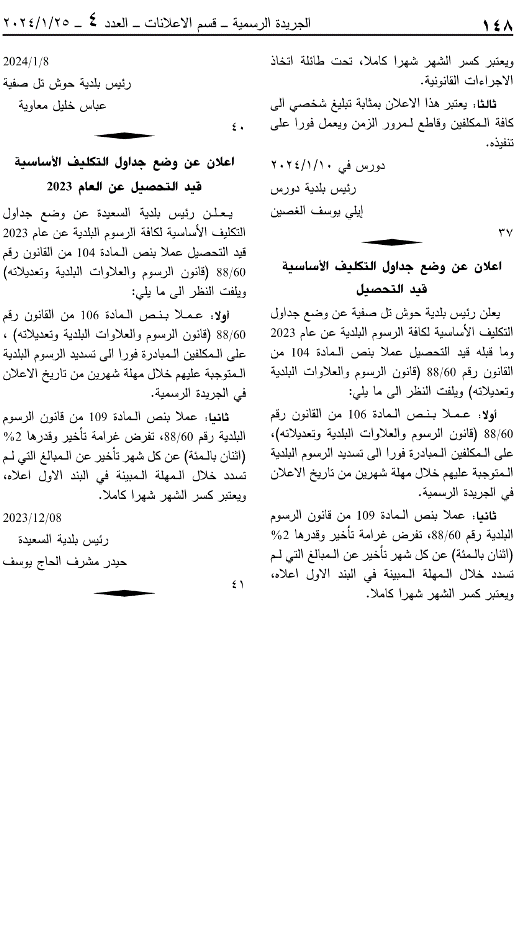 ١٤٨
الجريدة الرسمية ــ قسم الاعلانات ــ العدد ٤ ــ ٢٠٢٤/١/٢٥
ويعتبر كسر الشهر شهرا كاملا، تحت طائلة اتخاذ
الاجراءات القانونية.
ثالثا: يعتبر هذا الاعلان بمثابة تبليغ شخصي الى
كافة المكلفين وقاطع لمرور الزمن ويعمل فورا على
تنفيذه.
دورس في ٢٠٢٤/١/١٠
رئيس بلدية دورس
إيلي يوسف الغصين
٣٧
اعلان عن وضع جداول التكليف الأساسية
قيد التحصيل
يعلن رئيس بلدية حوش تل صفية عن وضع جداول
التكليف الأساسية لكافة الرسوم البلدية عن عام 2023
وما قبله قيد التحصيل عملا بنص المادة 104 من
القانون رقم 88/60 (قانون الرسوم والعلاوات البلدية
وتعديلاته) ويلفت النظر الى ما يلي:
أولا: عملا بنص المادة 106 من القانون رقم
88/60 (قانون الرسوم والعلاوات البلدية وتعديلاته)،
على المكلفين المبادرة فورا الى تسديد الرسوم البلدية
المتوجبة عليهم خلال مهلة شهرين من تاريخ الاعلان
في الجريدة الرسمية.
ثانيا: عملا بنص المادة 109 من قانون الرسوم
البلدية رقم 88/60، تفرض غرامة تأخير وقدرها 2%
(اثنان بالمئة) عن كل شهر تأخير عن المبالغ التي لم
تسدد خلال المهلة المبينة في البند الاول اعلاه،
ويعتبر كسر الشهر شهرا كاملا.
2024/1/8
رئيس بلدية حوش تل صفية
عباس خليل معاوية
٤٠
اعلان عن وضع جداول التكليف الأساسية
قيد التحصيل عن العام 2023
يعلن رئيس بلدية السعيدة عن وضع جداول
التكليف الأساسية لكافة الرسوم البلدية عن عام 2023
قيد التحصيل عملا بنص المادة 104 من القانون رقم
88/60 (قانون الرسوم والعلاوات البلدية وتعديلاته)
ويلفت النظر الى ما يلي:
أولا: عملا بنص المادة 106 من القانون رقم
88/60 (قانون الرسوم والعلاوات البلدية وتعديلاته) ،
على المكلفين المبادرة فورا الى تسديد الرسوم البلدية
المتوجبة عليهم خلال مهلة شهرين من تاريخ الاعلان
في الجريدة الرسمية.
ثانيا: عملا بنص المادة 109 من قانون الرسوم
البلدية رقم 88/60، تفرض غرامة تأخير وقدرها 2%
(اثنان بالمئة) عن كل شهر تأخير عن المبالغ التي لم
تسدد خلال المهلة المبينة في البند الاول اعلاه،
ويعتبر كسر الشهر شهرا كاملا.
2023/12/08
رئيس بلدية السعيدة
حيدر مشرف الحاج يوسف
٤١